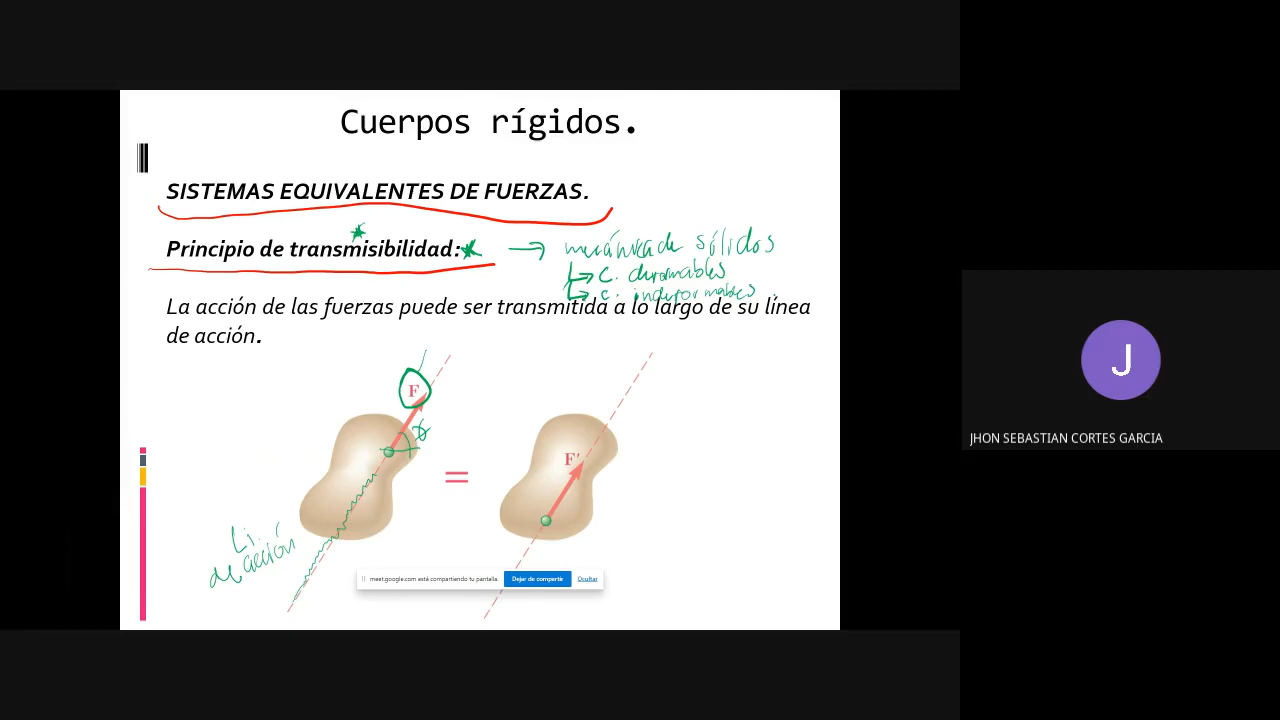 Cuerpos rígidos.
SISTEMAS EQUIVALENTES DE FUERZAS.
Principio de transmisibilidad:
mecánica de sólidos
c. indeformables
La acción de las fuerzas puede ser transmitida a lo largo de su línea
de acción.
F
F'
=
Li.
de acción
meet.google.com está compartiendo tu pantalla.
Dejar de compartir
Ocultar
J
JHON SEBASTIAN CORTES GARCIA